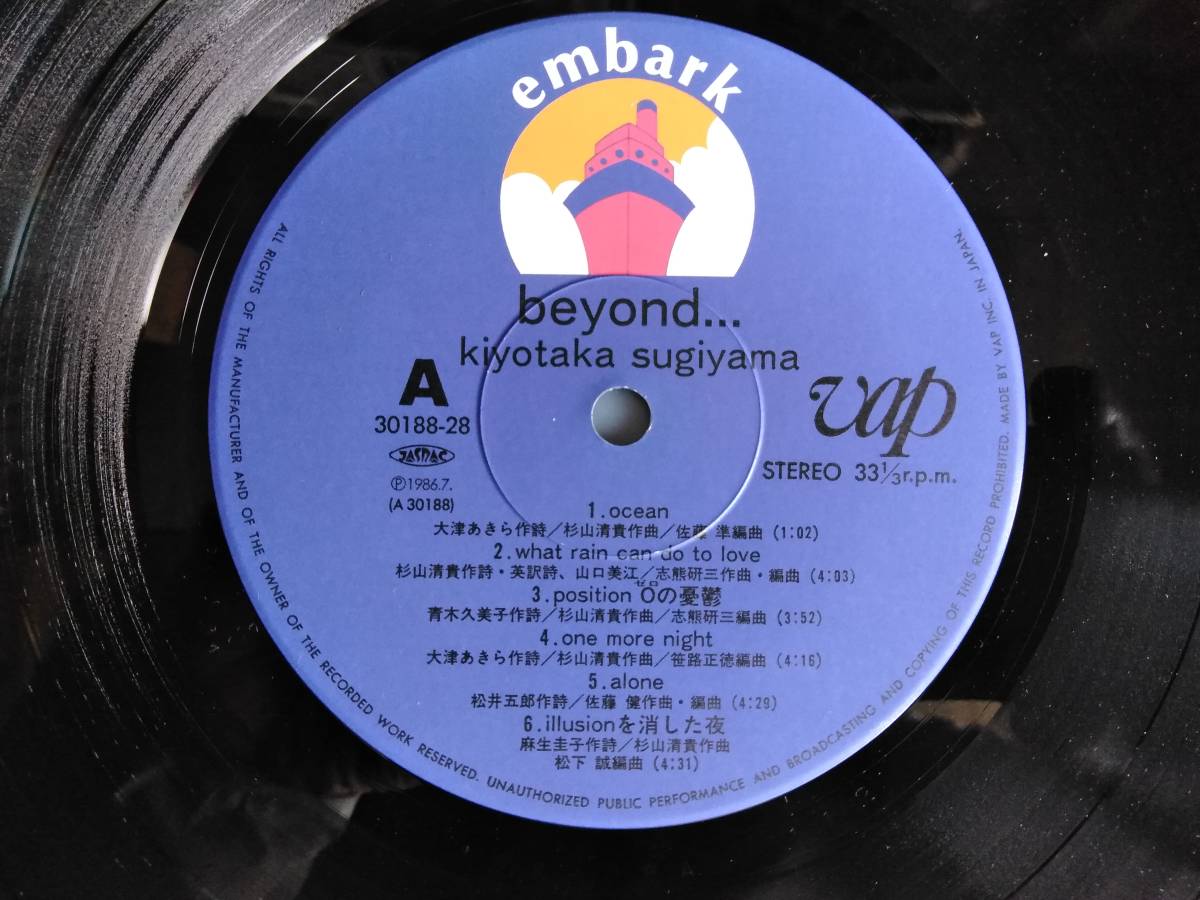 embark
beyond...
kiyotaka sugiyama
A
30188-28
JASRAC
Ⓟ1986.7.
(A 30188)
vap
STEREO 33⅓r.p.m.
1.ocean
大津あきら作詩/杉山清貴作曲/佐藤 準編曲 (1:02)
2.what rain can do to love
杉山清貴作詩・英訳詩、山口美江/志熊研三作曲・編曲 (4:03)
ゼロ
3.position 0の憂鬱
青木久美子作詩/杉山清貴作曲/志熊研三編曲 (3:52)
4.one more night
大津あきら作詩/杉山清貴作曲/笹路正徳編曲 (4:16)
5.alone
松井五郎作詩/佐藤 健作曲・編曲 (4:29)
6.illusionを消した夜
麻生圭子作詩/杉山清貴作曲
松下 誠編曲 (4:31)
ALL RIGHTS OF THE MANUFACTURER AND OF THE OWNER OF THE RECORDED WORK RESERVED. UNAUTHORIZED PUBLIC PERFORMANCE AND BROADCASTING AND COPYING OF THIS RECORD PROHIBITED. MADE BY VAP INC. IN JAPAN.